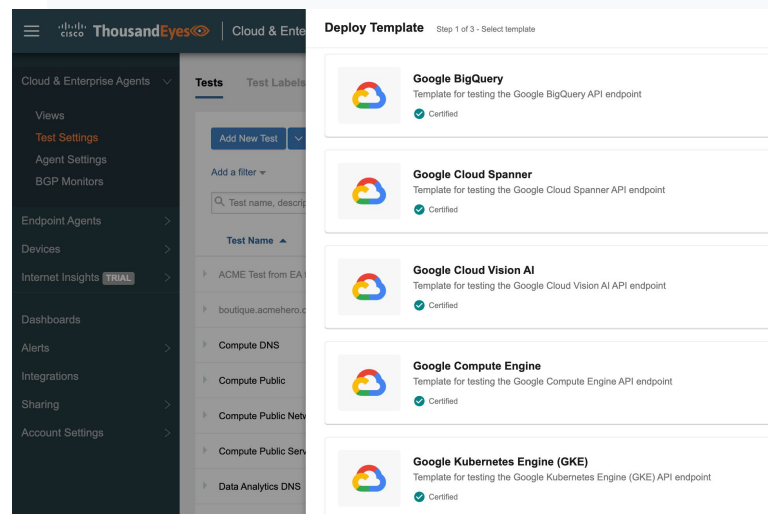 cisco ThousandEyes
Cloud & Ente
Deploy Template Step 1 of 3 - Select template
Cloud & Enterprise Agents
Views
Test Settings
Agent Settings
BGP Monitors
Endpoint Agents
Devices
Internet Insights TRIAL
Dashboards
Alerts
Integrations
Sharing
Account Settings
Tests Test Labels
Add New Test
Add a filter
Test name, descrip
Test Name
ACME Test from EA
boutique.acmehero.c
Compute DNS
Compute Public
Compute Public Netw
Compute Public Serv
Data Analytics DNS
Google BigQuery
Template for testing the Google BigQuery API endpoint
Certified
Google Cloud Spanner
Template for testing the Google Cloud Spanner API endpoint
Certified
Google Cloud Vision AI
Template for testing the Google Cloud Vision AI API endpoint
Certified
Google Compute Engine
Template for testing the Google Compute Engine API endpoint
Certified
Google Kubernetes Engine (GKE)
Template for testing the Google Kubernetes Engine (GKE) API endpoint
Certified